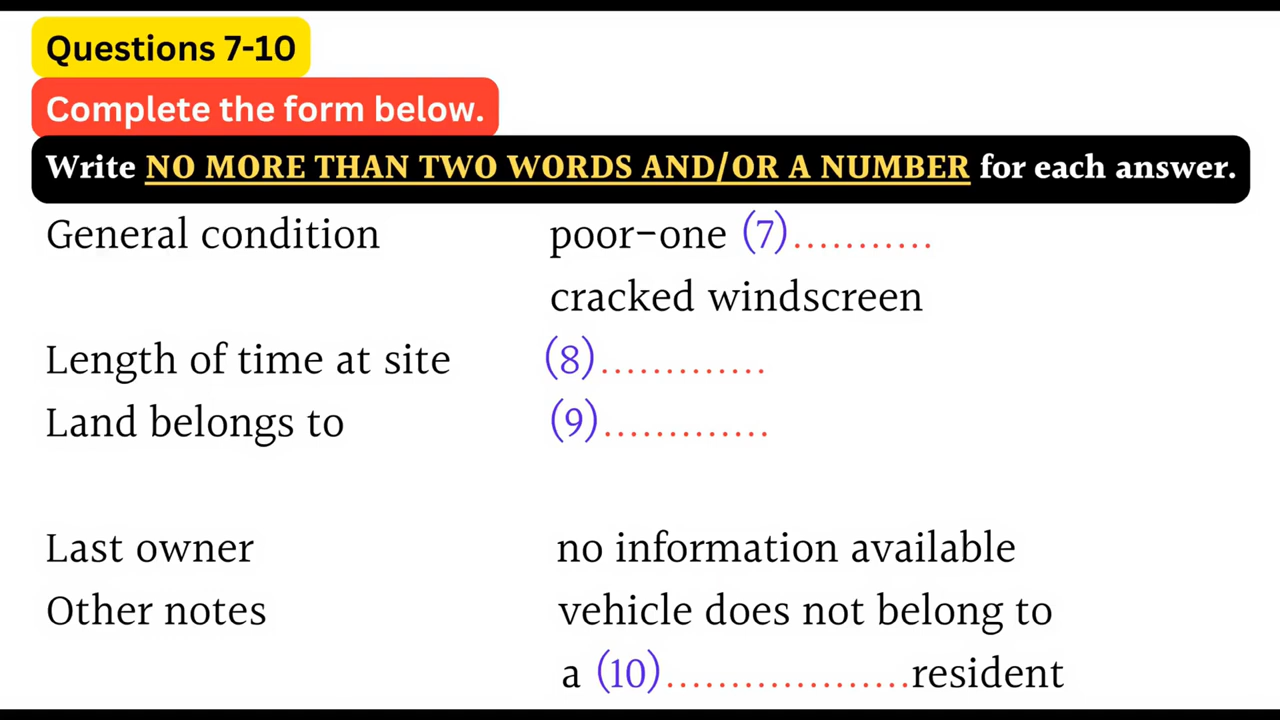 Questions 7-10
Complete the form below.
Write NO MORE THAN TWO WORDS AND/OR A NUMBER for each answer.
General condition poor-one (7)...........
cracked windscreen
Length of time at site (8).............
Land belongs to (9).............
Last owner no information available
Other notes vehicle does not belong to
a (10)...................resident